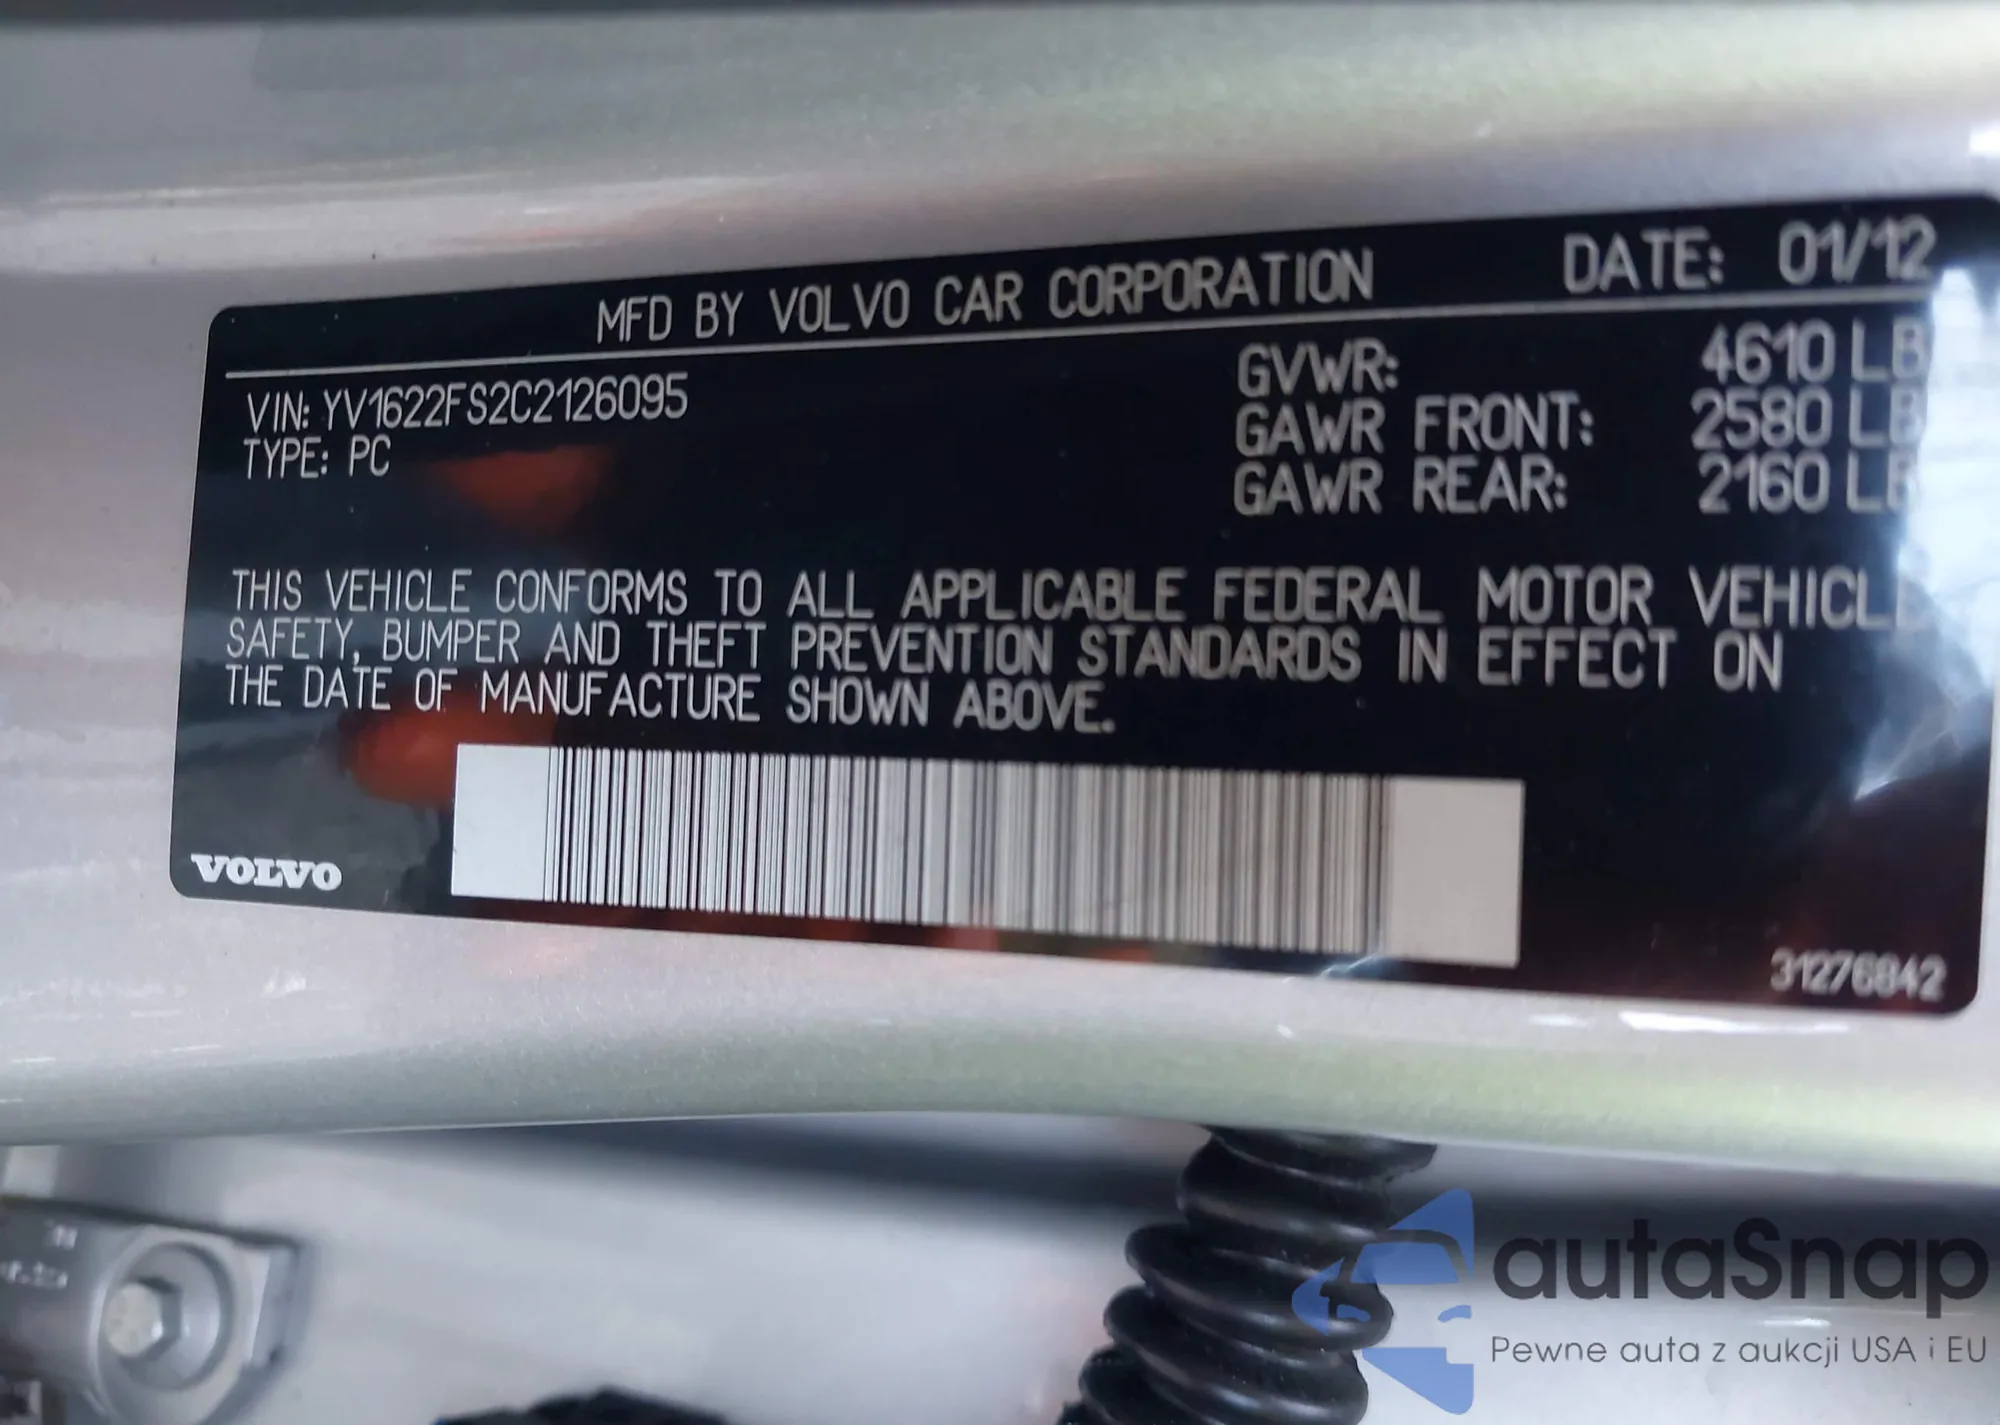 MFD BY VOLVO CAR CORPORATION DATE: 01/12
VIN: YV1622FS2C2126095
TYPE: PC
GVWR: 4610 LB
GAWR FRONT: 2580 LB
GAWR REAR: 2160 LB
THIS VEHICLE CONFORMS TO ALL APPLICABLE FEDERAL MOTOR VEHICLE
SAFETY, BUMPER AND THEFT PREVENTION STANDARDS IN EFFECT ON
THE DATE OF MANUFACTURE SHOWN ABOVE.
VOLVO
31276842
autaSnap
Pewne auta z aukcji USA i EU